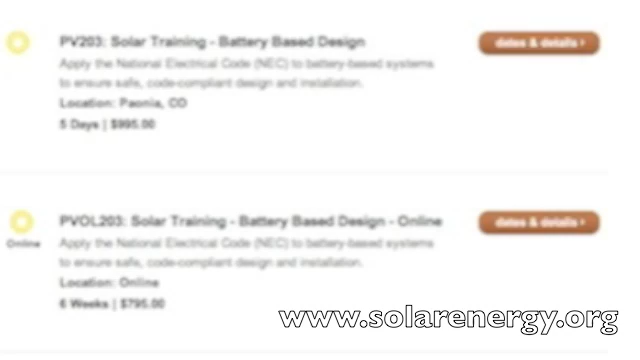 PV203: Solar Training - Battery Based Design
dates & details ›
Apply the National Electrical Code (NEC) to battery-based systems
to ensure safe, code-compliant design and installation.
Location: Paonia, CO
5 Days | $995.00
PVOL203: Solar Training - Battery Based Design - Online
dates & details ›
Online
Apply the National Electrical Code (NEC) to battery-based systems
to ensure safe, code-compliant design and installation.
Location: Online
6 Weeks | $795.00
www.solarenergy.org